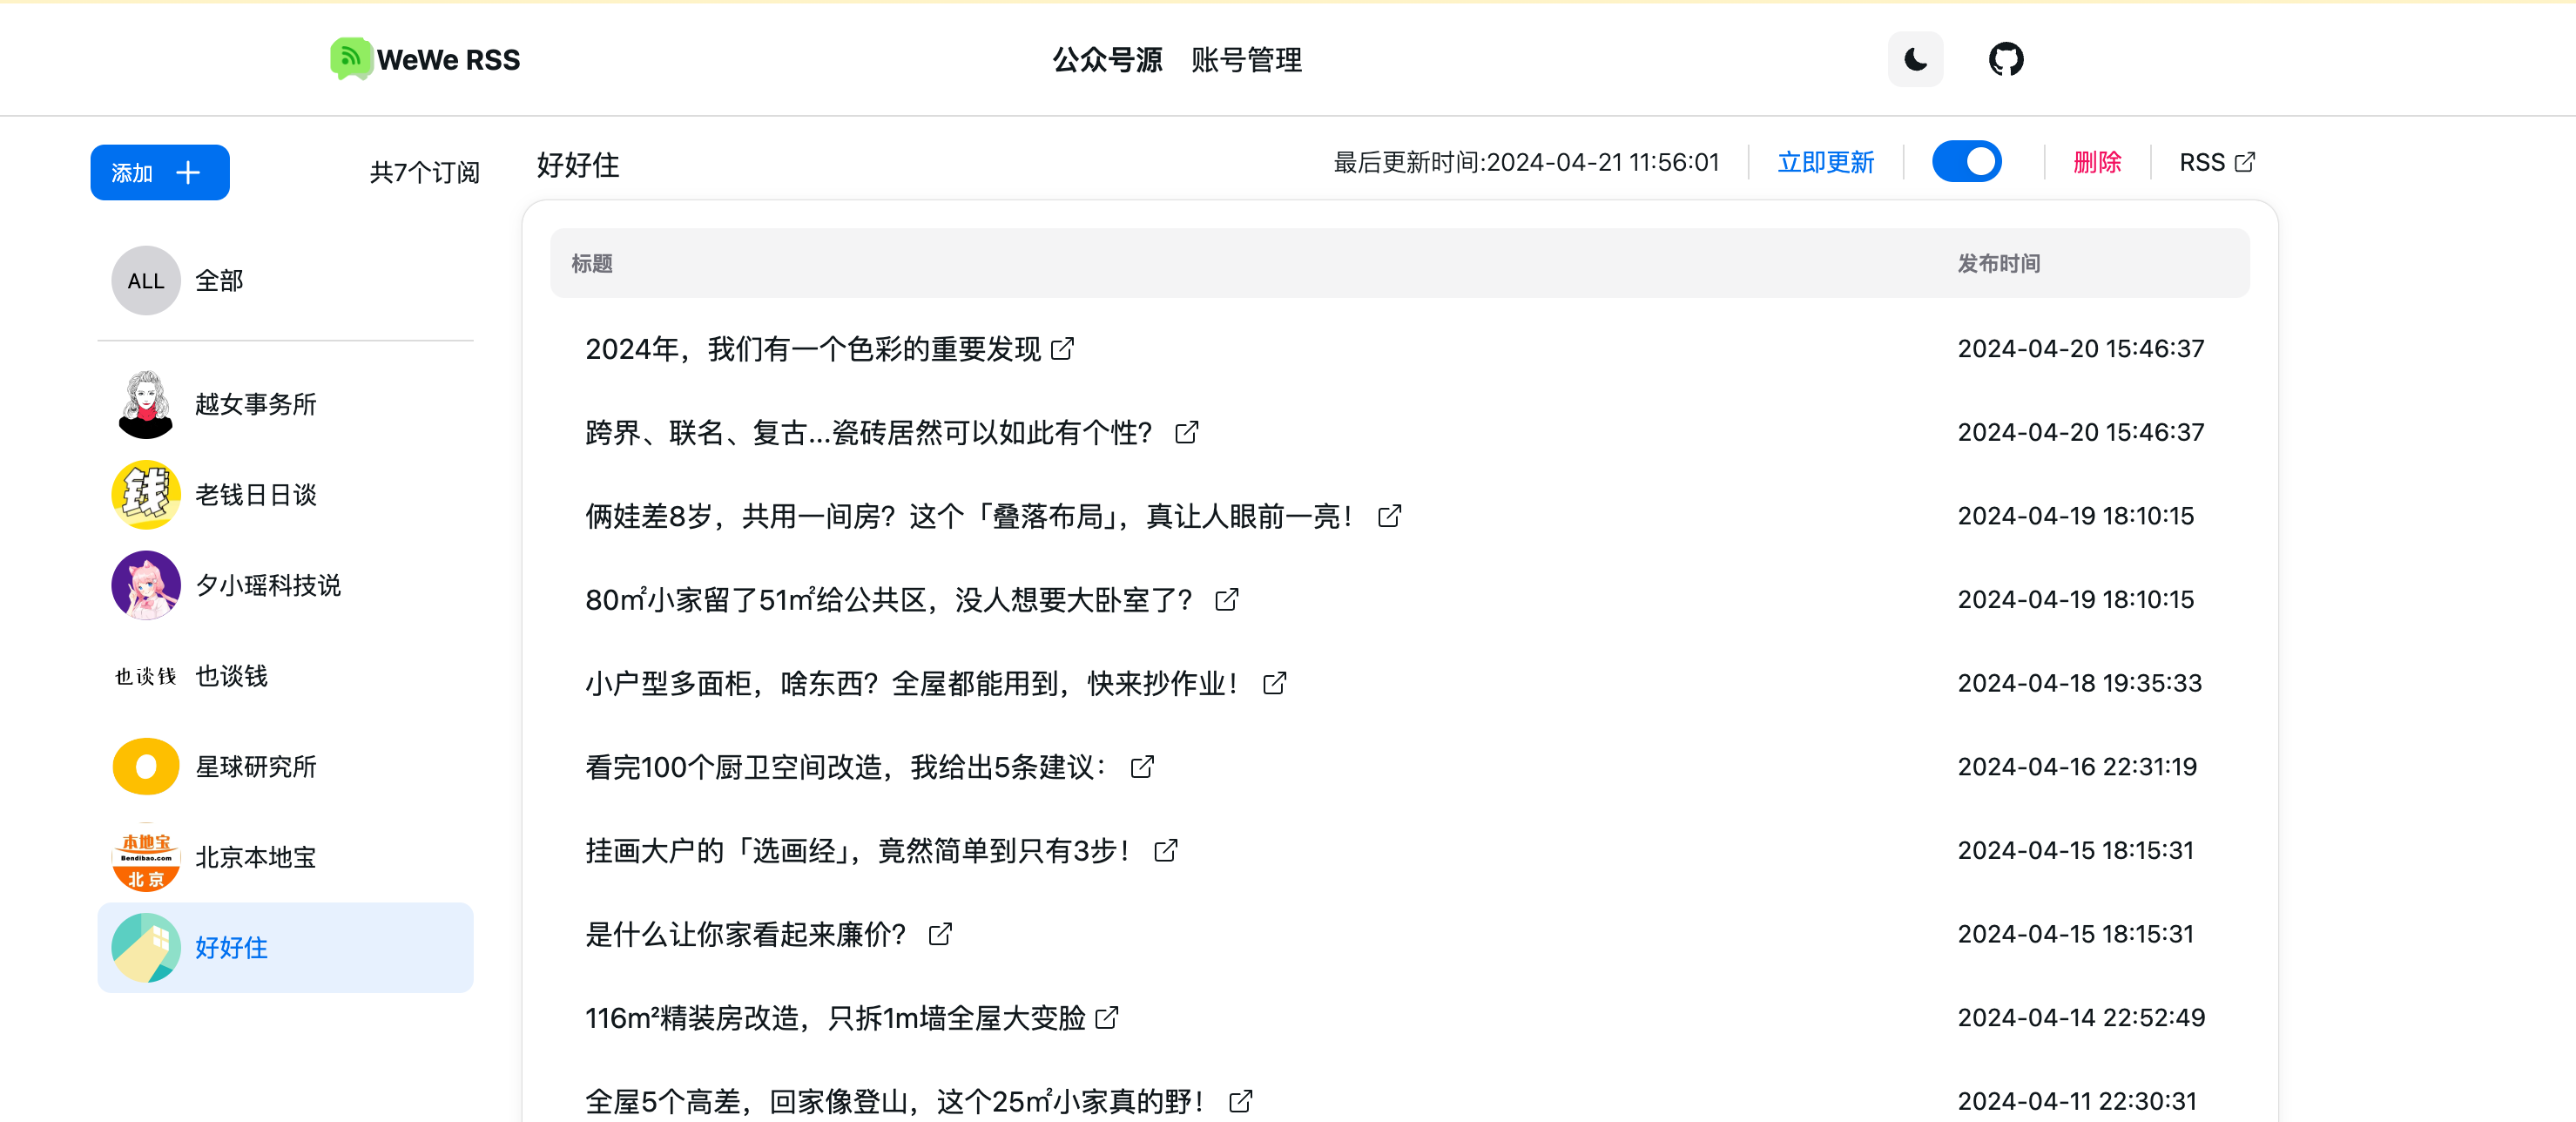 WeWe RSS
公众号源 账号管理
添加
共7个订阅
好好住
最后更新时间:2024-04-21 11:56:01
立即更新
删除
RSS
ALL 全部
越女事务所
钱 老钱日日谈
夕小瑶科技说
也谈钱 也谈钱
星球研究所
本地宝
Bendibao.com
北京
北京本地宝
好好住
标题 发布时间
2024年，我们有一个色彩的重要发现 2024-04-20 15:46:37
跨界、联名、复古...瓷砖居然可以如此有个性？ 2024-04-20 15:46:37
俩娃差8岁，共用一间房？这个「叠落布局」，真让人眼前一亮！ 2024-04-19 18:10:15
80㎡小家留了51㎡给公共区，没人想要大卧室了？ 2024-04-19 18:10:15
小户型多面柜，啥东西？全屋都能用到，快来抄作业！ 2024-04-18 19:35:33
看完100个厨卫空间改造，我给出5条建议： 2024-04-16 22:31:19
挂画大户的「选画经」，竟然简单到只有3步！ 2024-04-15 18:15:31
是什么让你家看起来廉价？ 2024-04-15 18:15:31
116m²精装房改造，只拆1m墙全屋大变脸 2024-04-14 22:52:49
全屋5个高差，回家像登山，这个25㎡小家真的野！ 2024-04-11 22:30:31